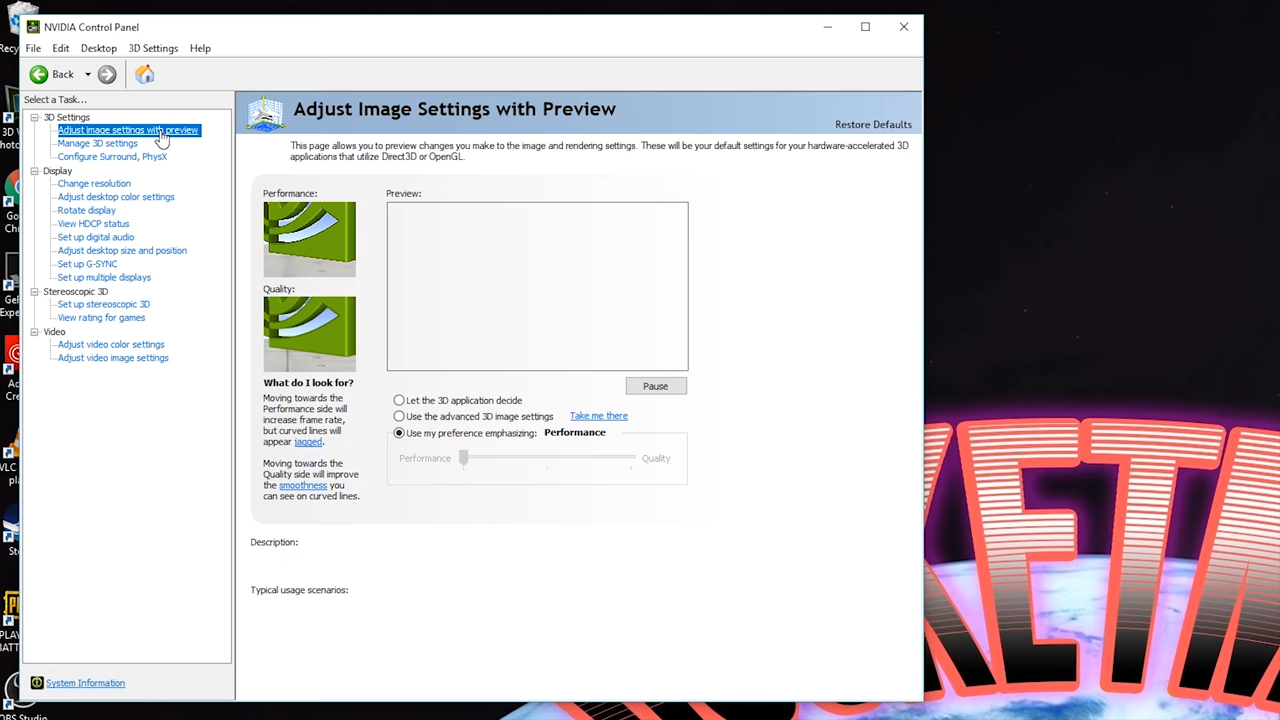 NVIDIA Control Panel
File Edit Desktop 3D Settings Help
Back
Select a Task...
3D Settings
Adjust image settings with preview
Manage 3D settings
Configure Surround, PhysX
Display
Change resolution
Adjust desktop color settings
Rotate display
View HDCP status
Set up digital audio
Adjust desktop size and position
Set up G-SYNC
Set up multiple displays
Stereoscopic 3D
Set up stereoscopic 3D
View rating for games
Video
Adjust video color settings
Adjust video image settings
System Information
Adjust Image Settings with Preview
Restore Defaults
This page allows you to preview changes you make to the image and rendering settings. These will be your default settings for your hardware-accelerated 3D
applications that utilize Direct3D or OpenGL.
Performance:
Preview:
Quality:
What do I look for?
Moving towards the
Performance side will
increase frame rate,
but curved lines will
appear jagged.
Moving towards the
Quality side will improve
the smoothness you
can see on curved lines.
Pause
Let the 3D application decide
Use the advanced 3D image settings Take me there
Use my preference emphasizing: Performance
Performance Quality
Description:
Typical usage scenarios: